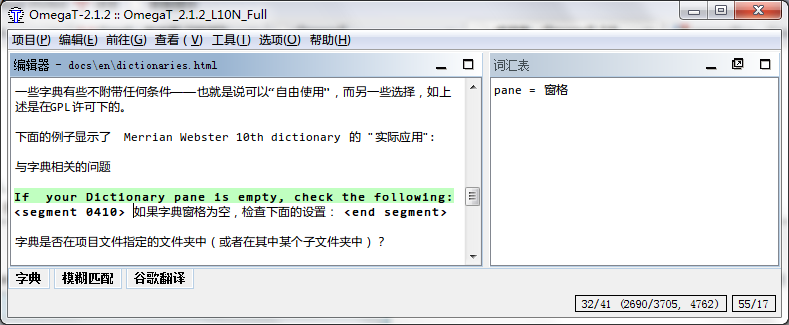 OmegaT-2.1.2 :: OmegaT_2.1.2_L10N_Full
项目(P) 编辑(E) 前往(G) 查看(V) 工具(T) 选项(O) 帮助(H)
编辑器 - docs\en\dictionaries.html
一些字典有些不附带任何条件——也就是说可以“自由使用”，而另一些选择，如上
述是在GPL许可下的。
下面的例子显示了 Merrian Webster 10th dictionary 的 "实际应用":
与字典相关的问题
If your Dictionary pane is empty, check the following:
<segment 0410> 如果字典窗格为空，检查下面的设置： <end segment>
字典是否在项目文件指定的文件夹中（或者在其中某个子文件夹中）？
词汇表
pane = 窗格
字典 模糊匹配 谷歌翻译
32/41 (2690/3705, 4762) 55/17